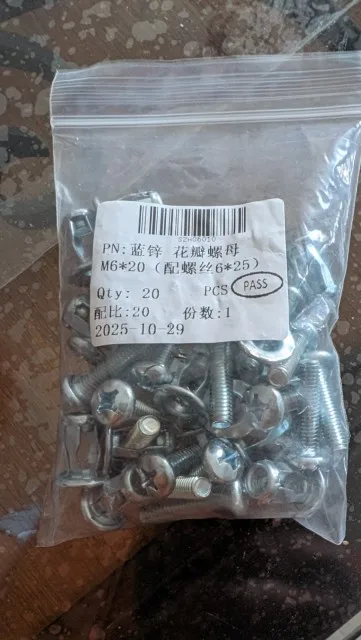 SZH06010
PN:蓝锌 花瓣螺母
M6*20（配螺丝6*25）
Qty: 20 PCS PASS
配比:20 份数:1
2025-10-29